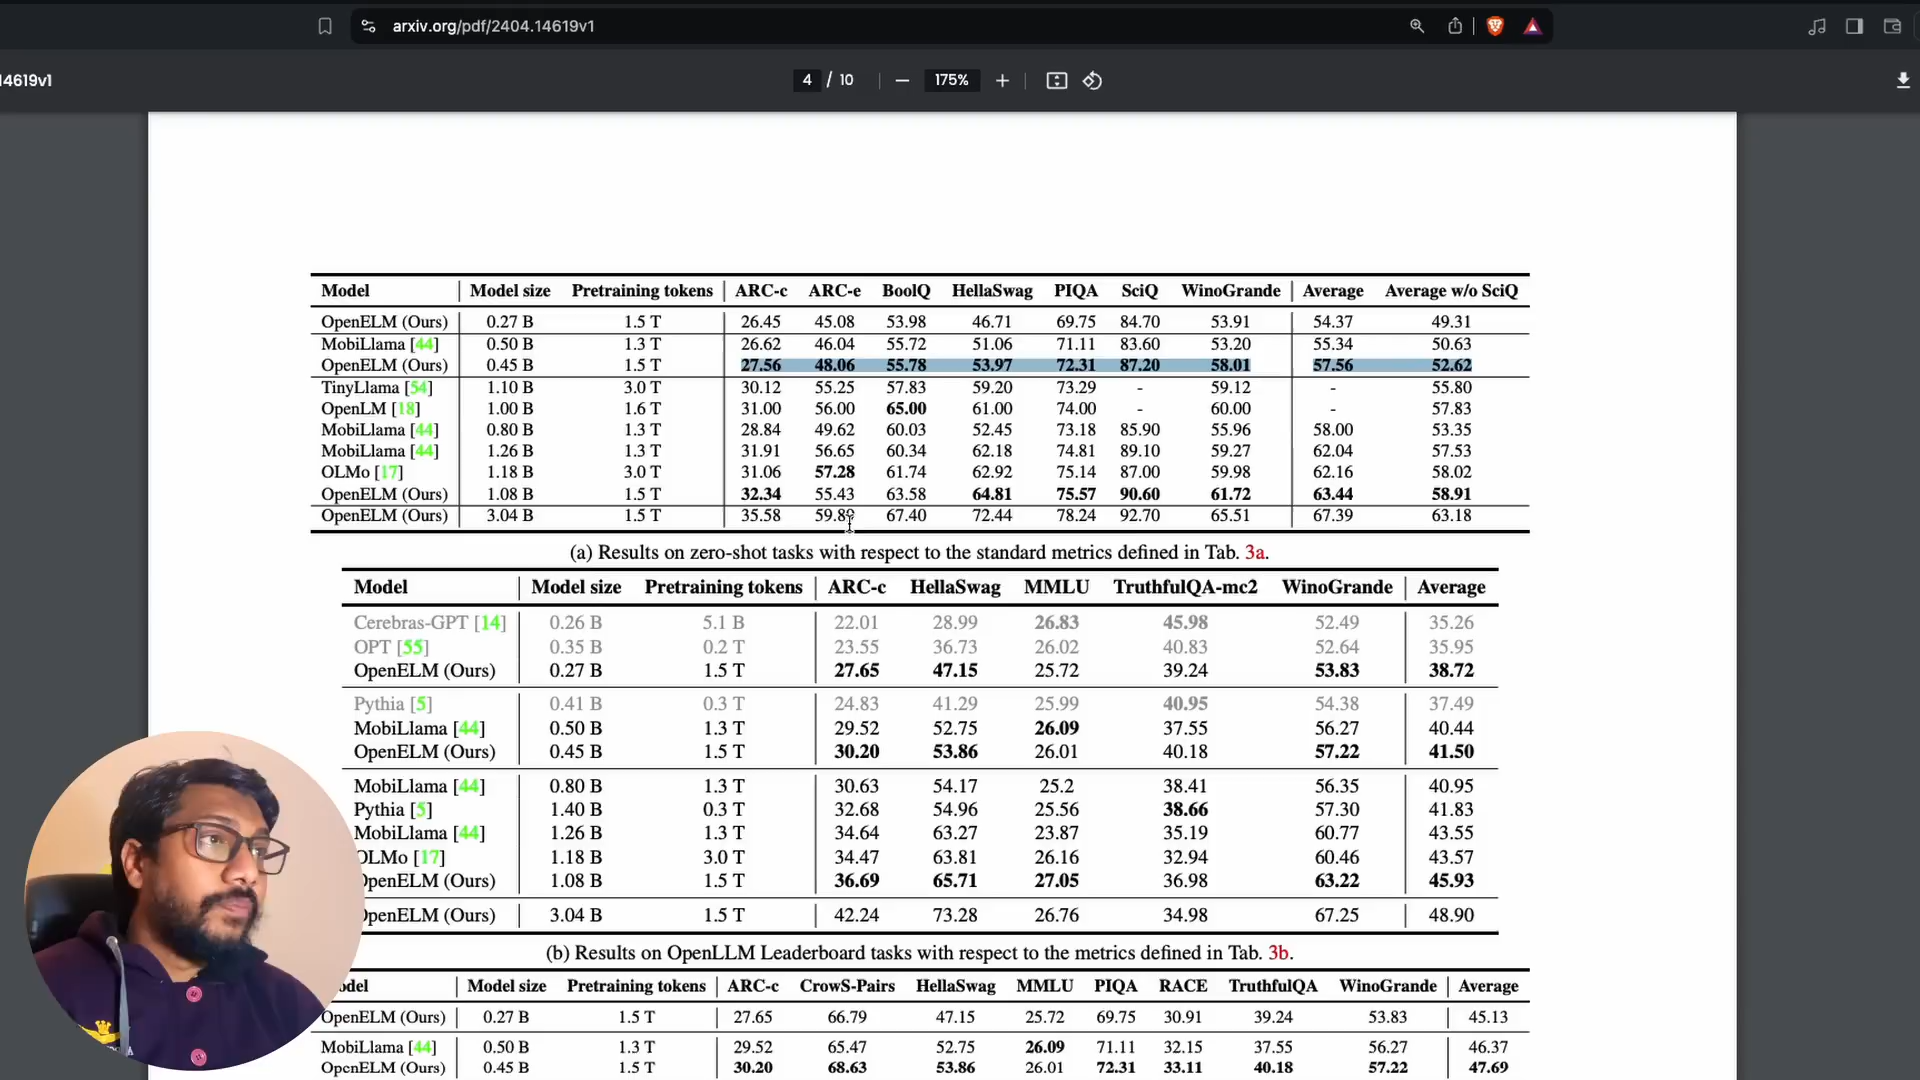 arxiv.org/pdf/2404.14619v1
14619v1
4 / 10
175%
Model Model size Pretraining tokens ARC-c ARC-e BoolQ HellaSwag PIQA SciQ WinoGrande Average Average w/o SciQ
OpenELM (Ours) 0.27 B 1.5 T 26.45 45.08 53.98 46.71 69.75 84.70 53.91 54.37 49.31
MobiLlama [44] 0.50 B 1.3 T 26.62 46.04 55.72 51.06 71.11 83.60 53.20 55.34 50.63
OpenELM (Ours) 0.45 B 1.5 T 27.56 48.06 55.78 53.97 72.31 87.20 58.01 57.56 52.62
TinyLlama [54] 1.10 B 3.0 T 30.12 55.25 57.83 59.20 73.29 - 59.12 - 55.80
OpenLM [18] 1.00 B 1.6 T 31.00 56.00 65.00 61.00 74.00 - 60.00 - 57.83
MobiLlama [44] 0.80 B 1.3 T 28.84 49.62 60.03 52.45 73.18 85.90 55.96 58.00 53.35
MobiLlama [44] 1.26 B 1.3 T 31.91 56.65 60.34 62.18 74.81 89.10 59.27 62.04 57.53
OLMo [17] 1.18 B 3.0 T 31.06 57.28 61.74 62.92 75.14 87.00 59.98 62.16 58.02
OpenELM (Ours) 1.08 B 1.5 T 32.34 55.43 63.58 64.81 75.57 90.60 61.72 63.44 58.91
OpenELM (Ours) 3.04 B 1.5 T 35.58 59.89 67.40 72.44 78.24 92.70 65.51 67.39 63.18
(a) Results on zero-shot tasks with respect to the standard metrics defined in Tab. 3a.
Model Model size Pretraining tokens ARC-c HellaSwag MMLU TruthfulQA-mc2 WinoGrande Average
Cerebras-GPT [14] 0.26 B 5.1 B 22.01 28.99 26.83 45.98 52.49 35.26
OPT [55] 0.35 B 0.2 T 23.55 36.73 26.02 40.83 52.64 35.95
OpenELM (Ours) 0.27 B 1.5 T 27.65 47.15 25.72 39.24 53.83 38.72
Pythia [5] 0.41 B 0.3 T 24.83 41.29 25.99 40.95 54.38 37.49
MobiLlama [44] 0.50 B 1.3 T 29.52 52.75 26.09 37.55 56.27 40.44
OpenELM (Ours) 0.45 B 1.5 T 30.20 53.86 26.01 40.18 57.22 41.50
MobiLlama [44] 0.80 B 1.3 T 30.63 54.17 25.2 38.41 56.35 40.95
Pythia [5] 1.40 B 0.3 T 32.68 54.96 25.56 38.66 57.30 41.83
MobiLlama [44] 1.26 B 1.3 T 34.64 63.27 23.87 35.19 60.77 43.55
OLMo [17] 1.18 B 3.0 T 34.47 63.81 26.16 32.94 60.46 43.57
OpenELM (Ours) 1.08 B 1.5 T 36.69 65.71 27.05 36.98 63.22 45.93
OpenELM (Ours) 3.04 B 1.5 T 42.24 73.28 26.76 34.98 67.25 48.90
(b) Results on OpenLLM Leaderboard tasks with respect to the metrics defined in Tab. 3b.
odel Model size Pretraining tokens ARC-c CrowS-Pairs HellaSwag MMLU PIQA RACE TruthfulQA WinoGrande Average
OpenELM (Ours) 0.27 B 1.5 T 27.65 66.79 47.15 25.72 69.75 30.91 39.24 53.83 45.13
MobiLlama [44] 0.50 B 1.3 T 29.52 65.47 52.75 26.09 71.11 32.15 37.55 56.27 46.37
OpenELM (Ours) 0.45 B 1.5 T 30.20 68.63 53.86 26.01 72.31 33.11 40.18 57.22 47.69